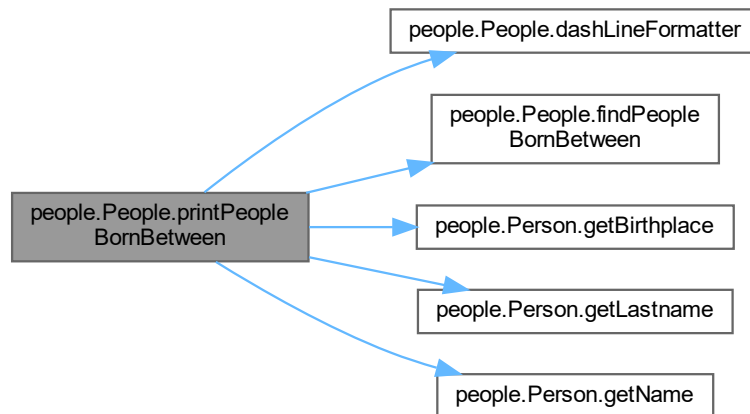 people.People.dashLineFormatter
people.People.findPeople
BornBetween
people.People.printPeople
BornBetween
people.Person.getBirthplace
people.Person.getLastname
people.Person.getName